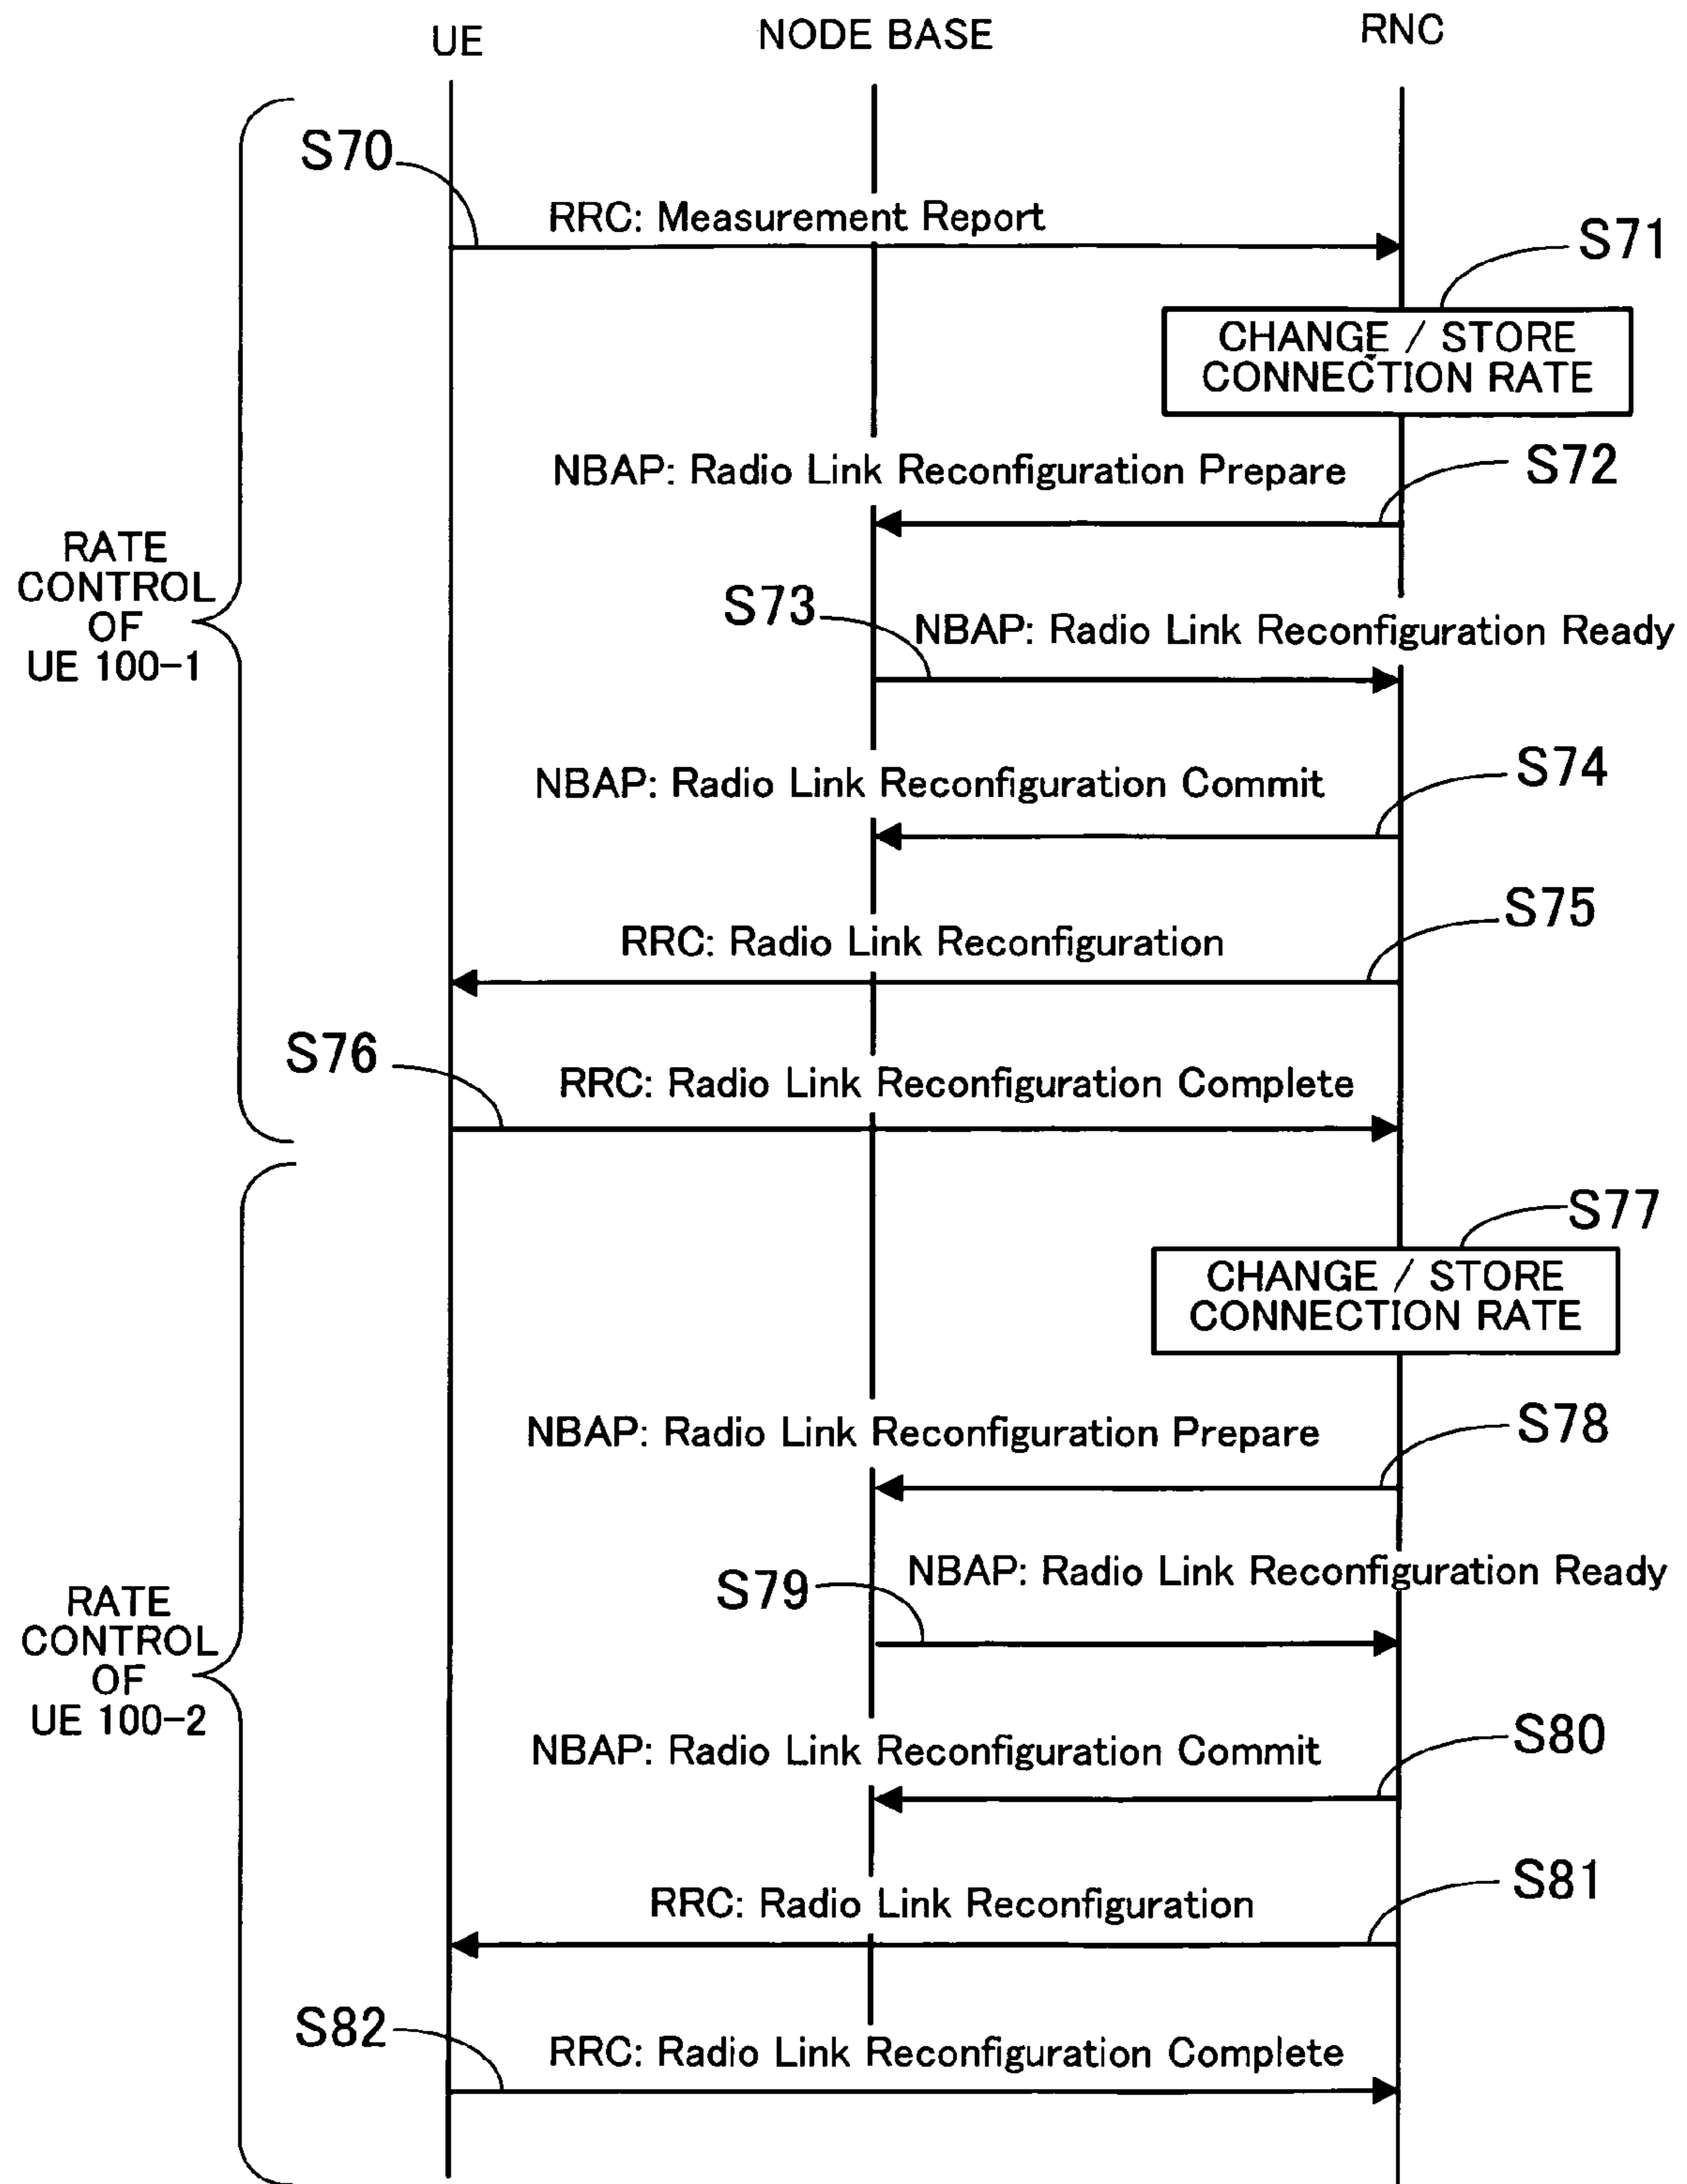 UE
NODE BASE
RNC
S70
RRC: Measurement Report
S71
CHANGE / STORE
CONNECTION RATE
NBAP: Radio Link Reconfiguration Prepare
S72
RATE
CONTROL
OF
UE 100-1
S73
NBAP: Radio Link Reconfiguration Ready
NBAP: Radio Link Reconfiguration Commit
S74
RRC: Radio Link Reconfiguration
S75
S76
RRC: Radio Link Reconfiguration Complete
S77
CHANGE / STORE
CONNECTION RATE
NBAP: Radio Link Reconfiguration Prepare
S78
S79
NBAP: Radio Link Reconfiguration Ready
RATE
CONTROL
OF
UE 100-2
NBAP: Radio Link Reconfiguration Commit
S80
RRC: Radio Link Reconfiguration
S81
S82
RRC: Radio Link Reconfiguration Complete